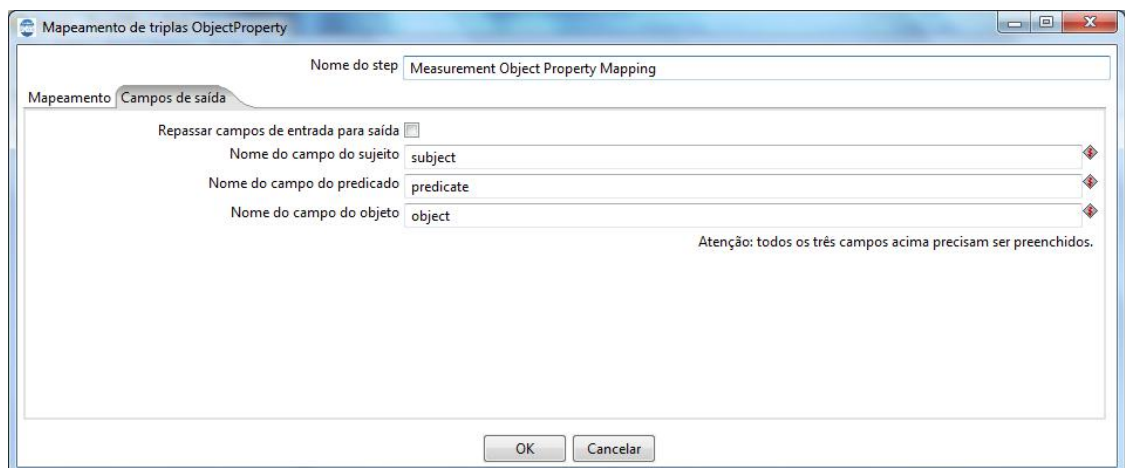 Mapeamento de triplas ObjectProperty
Nome do step Measurement Object Property Mapping
Mapeamento Campos de saída
Repassar campos de entrada para saída
Nome do campo do sujeito subject
Nome do campo do predicado predicate
Nome do campo do objeto object
Atenção: todos os três campos acima precisam ser preenchidos.
OK Cancelar